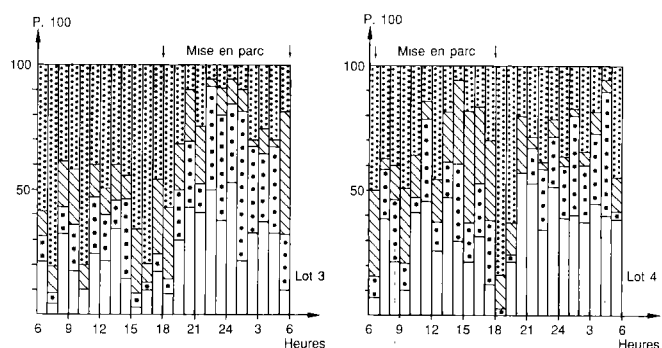 P. 100
Mise en parc
100
50
Lot 3
6 9 12 15 18 21 24 3 6
Heures
P. 100
Mise en parc
100
50
Lot 4
6 9 12 15 18 21 24 3 6
Heures